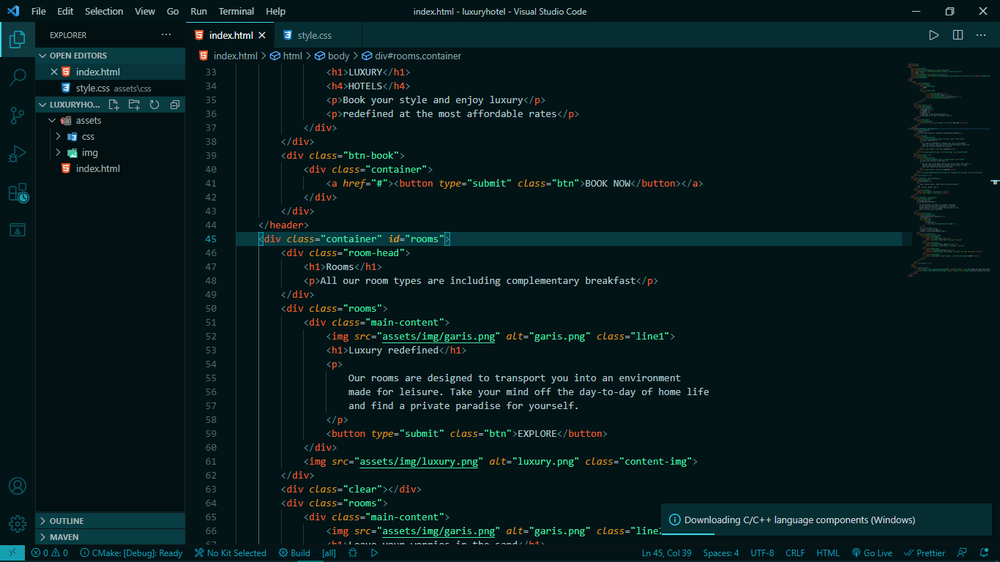 File Edit Selection View Go Run Terminal Help index.html - luxuryhotel - Visual Studio Code
EXPLORER ···
OPEN EDITORS
index.html
style.css assets\css
LUXURYHO...
assets
css
img
index.html
OUTLINE
MAVEN
index.html style.css
index.html > html > body > div#rooms.container
33 <h1>LUXURY</h1>
34 <h4>HOTELS</h4>
35 <p>Book your style and enjoy luxury</p>
36 <p>redefined at the most affordable rates</p>
37 </div>
38 </div>
39 <div class="btn-book">
40 <div class="container">
41 <a href="#"><button type="submit" class="btn">BOOK NOW</button></a>
42 </div>
43 </div>
44 </header>
45 <div class="container" id="rooms">
46 <div class="room-head">
47 <h1>Rooms</h1>
48 <p>All our room types are including complementary breakfast</p>
49 </div>
50 <div class="rooms">
51 <div class="main-content">
52 <img src="assets/img/garis.png" alt="garis.png" class="line1">
53 <h1>Luxury redefined</h1>
54 <p>
55 Our rooms are designed to transport you into an environment
56 made for leisure. Take your mind off the day-to-day of home life
57 and find a private paradise for yourself.
58 </p>
59 <button type="submit" class="btn">EXPLORE</button>
60 </div>
61 <img src="assets/img/luxury.png" alt="luxury.png" class="content-img">
62 </div>
63 <div class="clear"></div>
64 <div class="rooms">
65 <div class="main-content">
66 <img src="assets/img/garis.png" alt="garis.png" class="line2
67 <h1>Leave your worries in the sand</h1>
Downloading C/C++ language components (Windows)
0 0 CMake: [Debug]: Ready No Kit Selected Build [all] Ln 45, Col 39 Spaces: 4 UTF-8 CRLF HTML Go Live Prettier